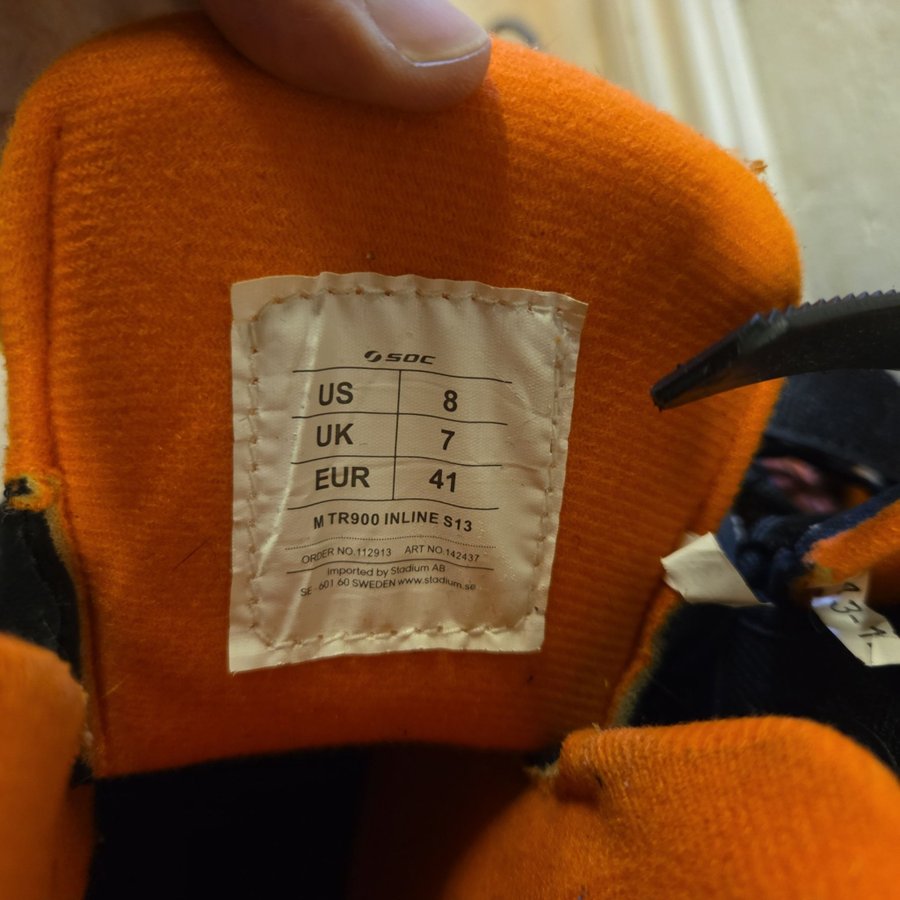 SOC
US 8
UK 7
EUR 41
M TR900 INLINE S13
ORDER NO.112913 ART NO.142437
Imported by Stadium AB
SE 601 60 SWEDEN www.stadium.se